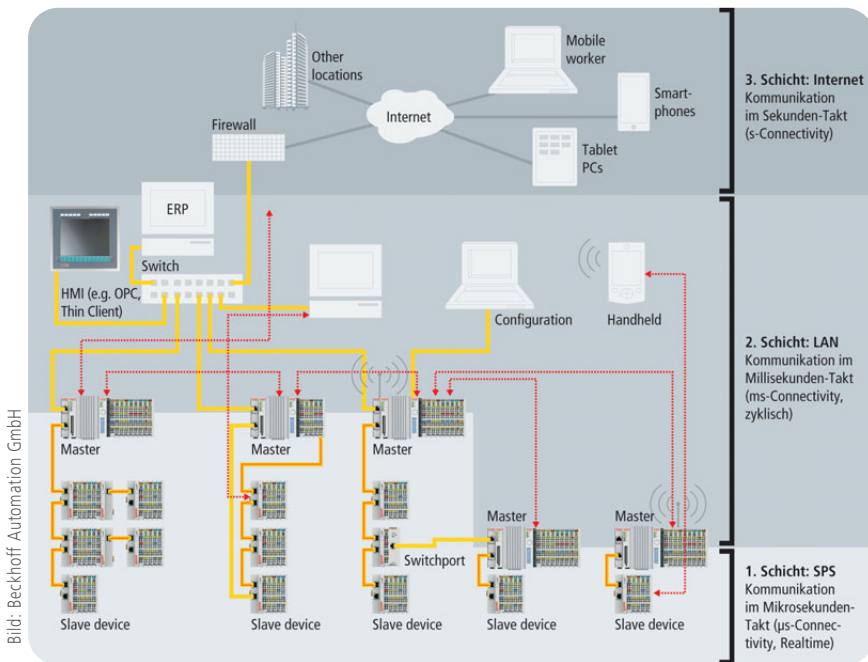 Other
locations
Mobile
worker
Internet
Smart-
phones
Firewall
Tablet
PCs
3. Schicht: Internet
Kommunikation
im Sekunden-Takt
(s-Connectivity)
ERP
Switch
HMI (e.g. OPC,
Thin Client)
Configuration
Handheld
2. Schicht: LAN
Kommunikation im
Millisekunden-Takt
(ms-Connectivity,
zyklisch)
Master
Master
Master
Master
Master
Switchport
Slave device
Slave device
Slave device
Slave device
Slave device
1. Schicht: SPS
Kommunikation
im Mikrosekunden-
Takt (µs-Connec-
tivity, Realtime)
Bild: Beckhoff Automation GmbH